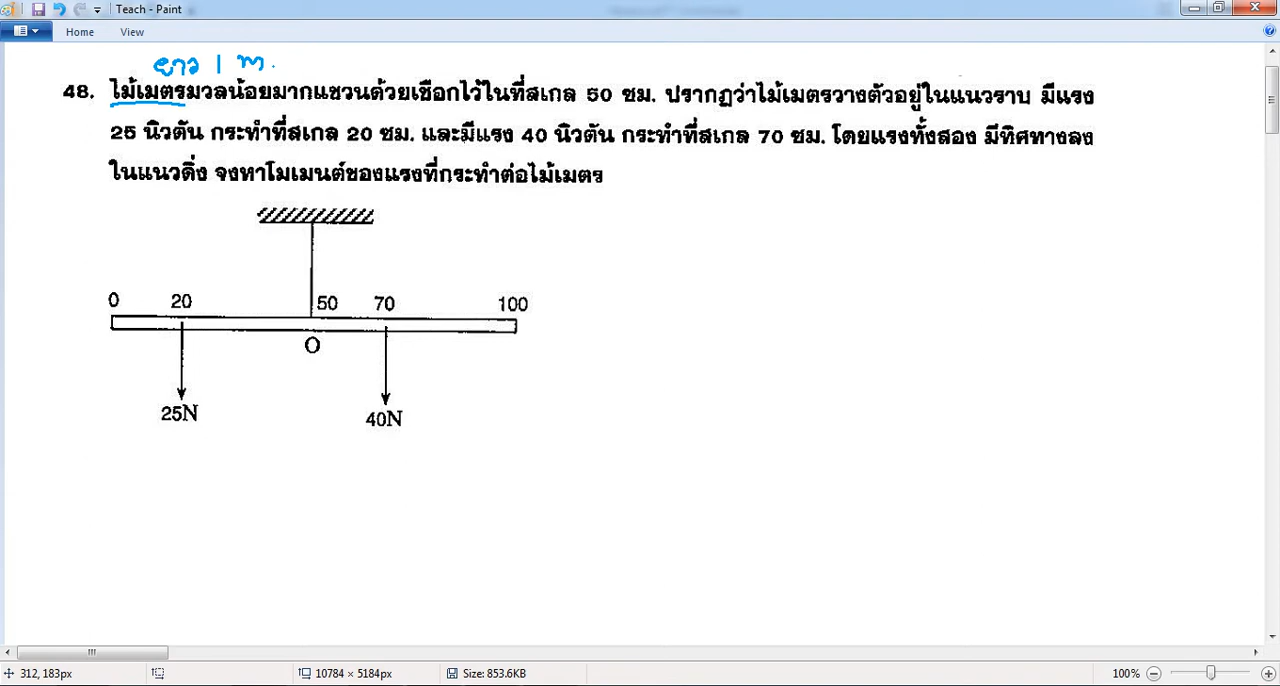 Teach - Paint
Home View
ยาว 1 m.
48. ไม้เมตรมวลน้อยมากแขวนด้วยเชือกไว้ในที่สเกล 50 ซม. ปรากฏว่าไม้เมตรวางตัวอยู่ในแนวราบ มีแรง
25 นิวตัน กระทำที่สเกล 20 ซม. และมีแรง 40 นิวตัน กระทำที่สเกล 70 ซม. โดยแรงทั้งสอง มีทิศทางลง
ในแนวดิ่ง จงหาโมเมนต์ของแรงที่กระทำต่อไม้เมตร
0 20 50 70 100
O
25N 40N
312, 183px 10784 × 5184px Size: 853.6KB 100%